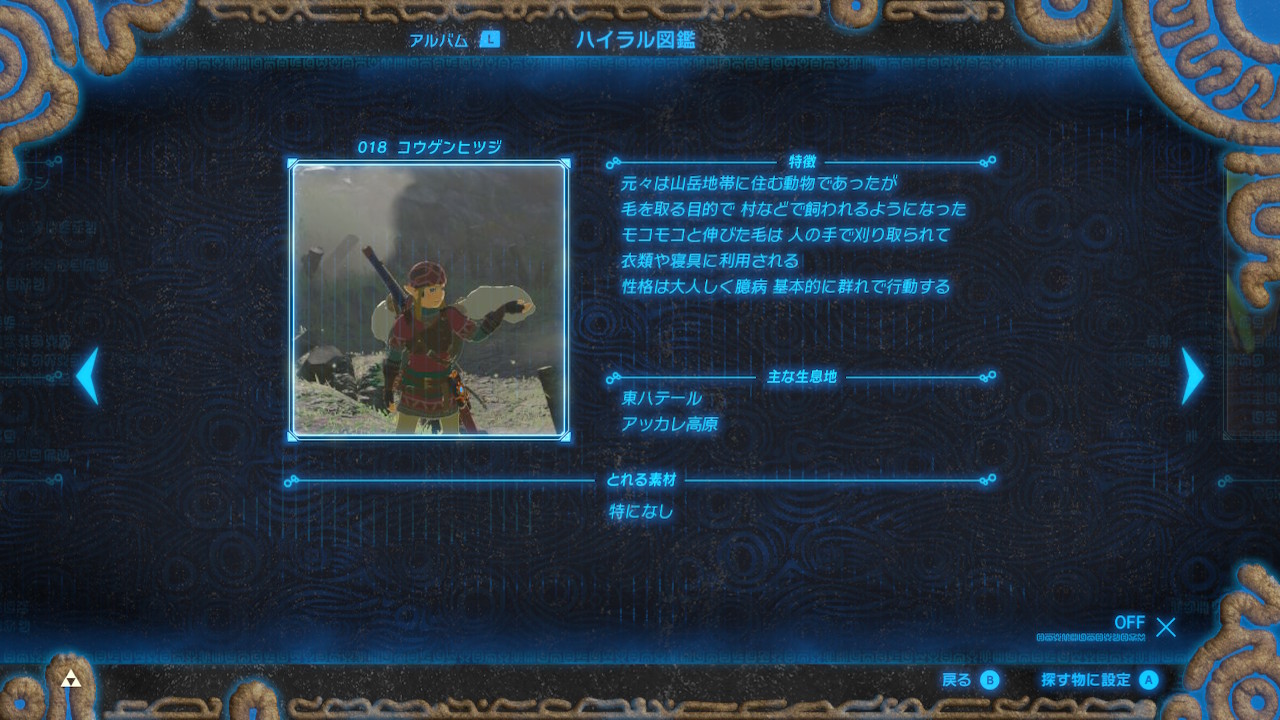 アルバム L
ハイラル図鑑
018 コウゲンヒツジ
特徴
元々は山岳地帯に住む動物であったが
毛を取る目的で 村などで飼われるようになった
モコモコと伸びた毛は 人の手で刈り取られて
衣類や寝具に利用される
性格は大人しく臆病 基本的に群れで行動する
主な生息地
東ハテール
アッカレ高原
とれる素材
特になし
OFF
戻る B
探す物に設定 A